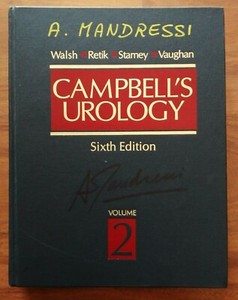 A. MANDRESSI
Walsh Retik Stamey Vaughan
CAMPBELL'S
UROLOGY
Sixth Edition
VOLUME
2